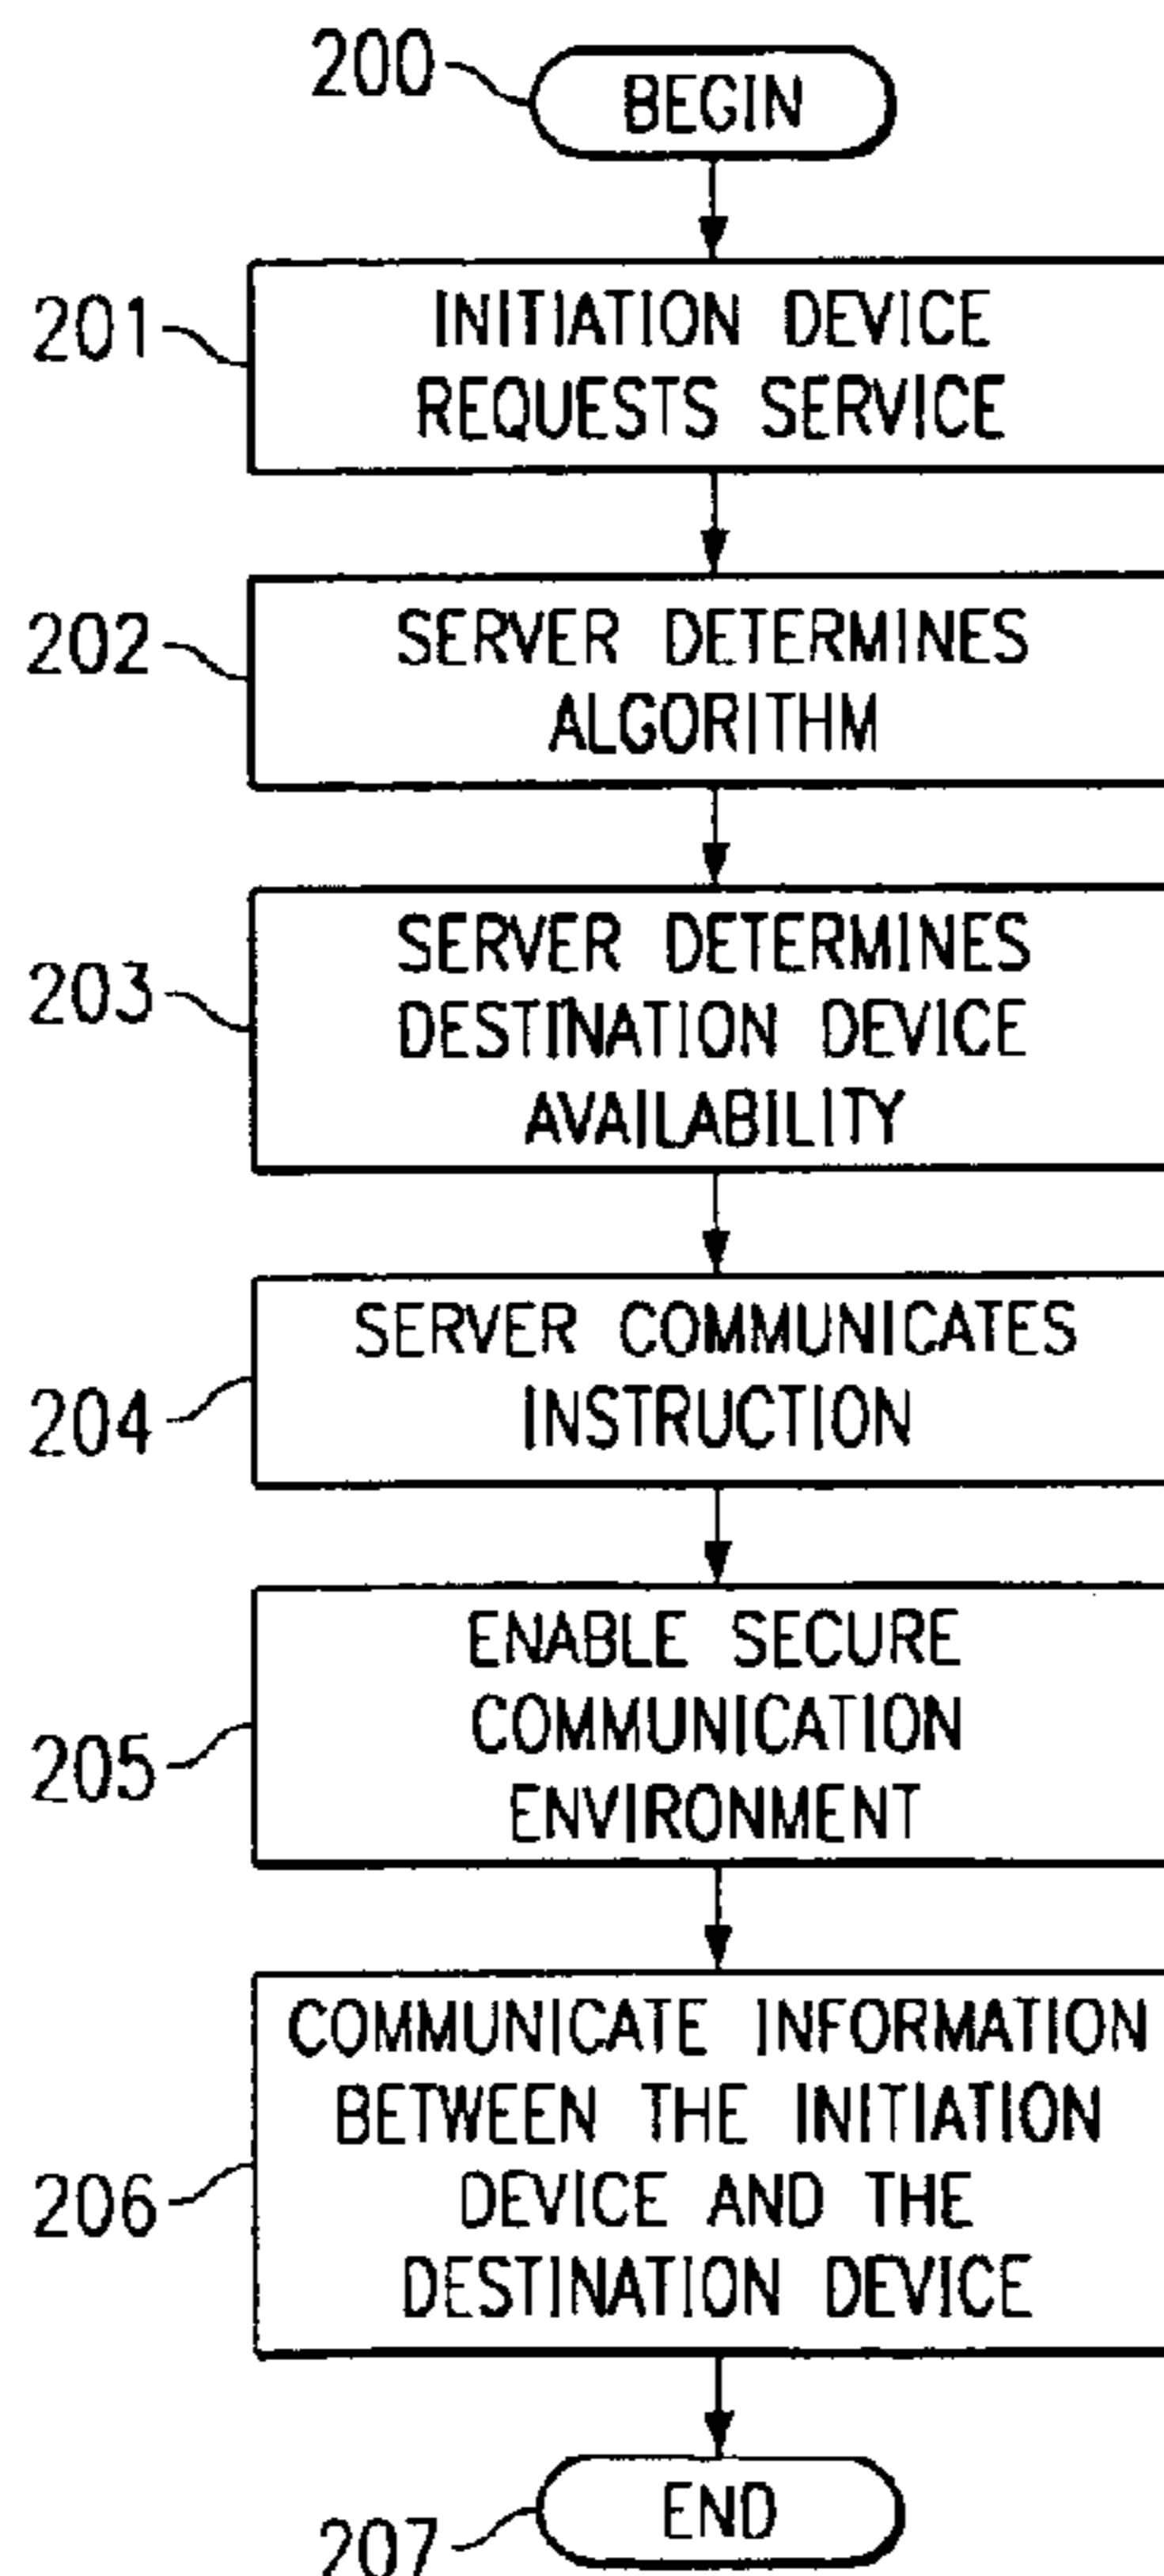 200
BEGIN
201
INITIATION DEVICE
REQUESTS SERVICE
202
SERVER DETERMINES
ALGORITHM
203
SERVER DETERMINES
DESTINATION DEVICE
AVAILABILITY
204
SERVER COMMUNICATES
INSTRUCTION
205
ENABLE SECURE
COMMUNICATION
ENVIRONMENT
206
COMMUNICATE INFORMATION
BETWEEN THE INITIATION
DEVICE AND THE
DESTINATION DEVICE
207
END